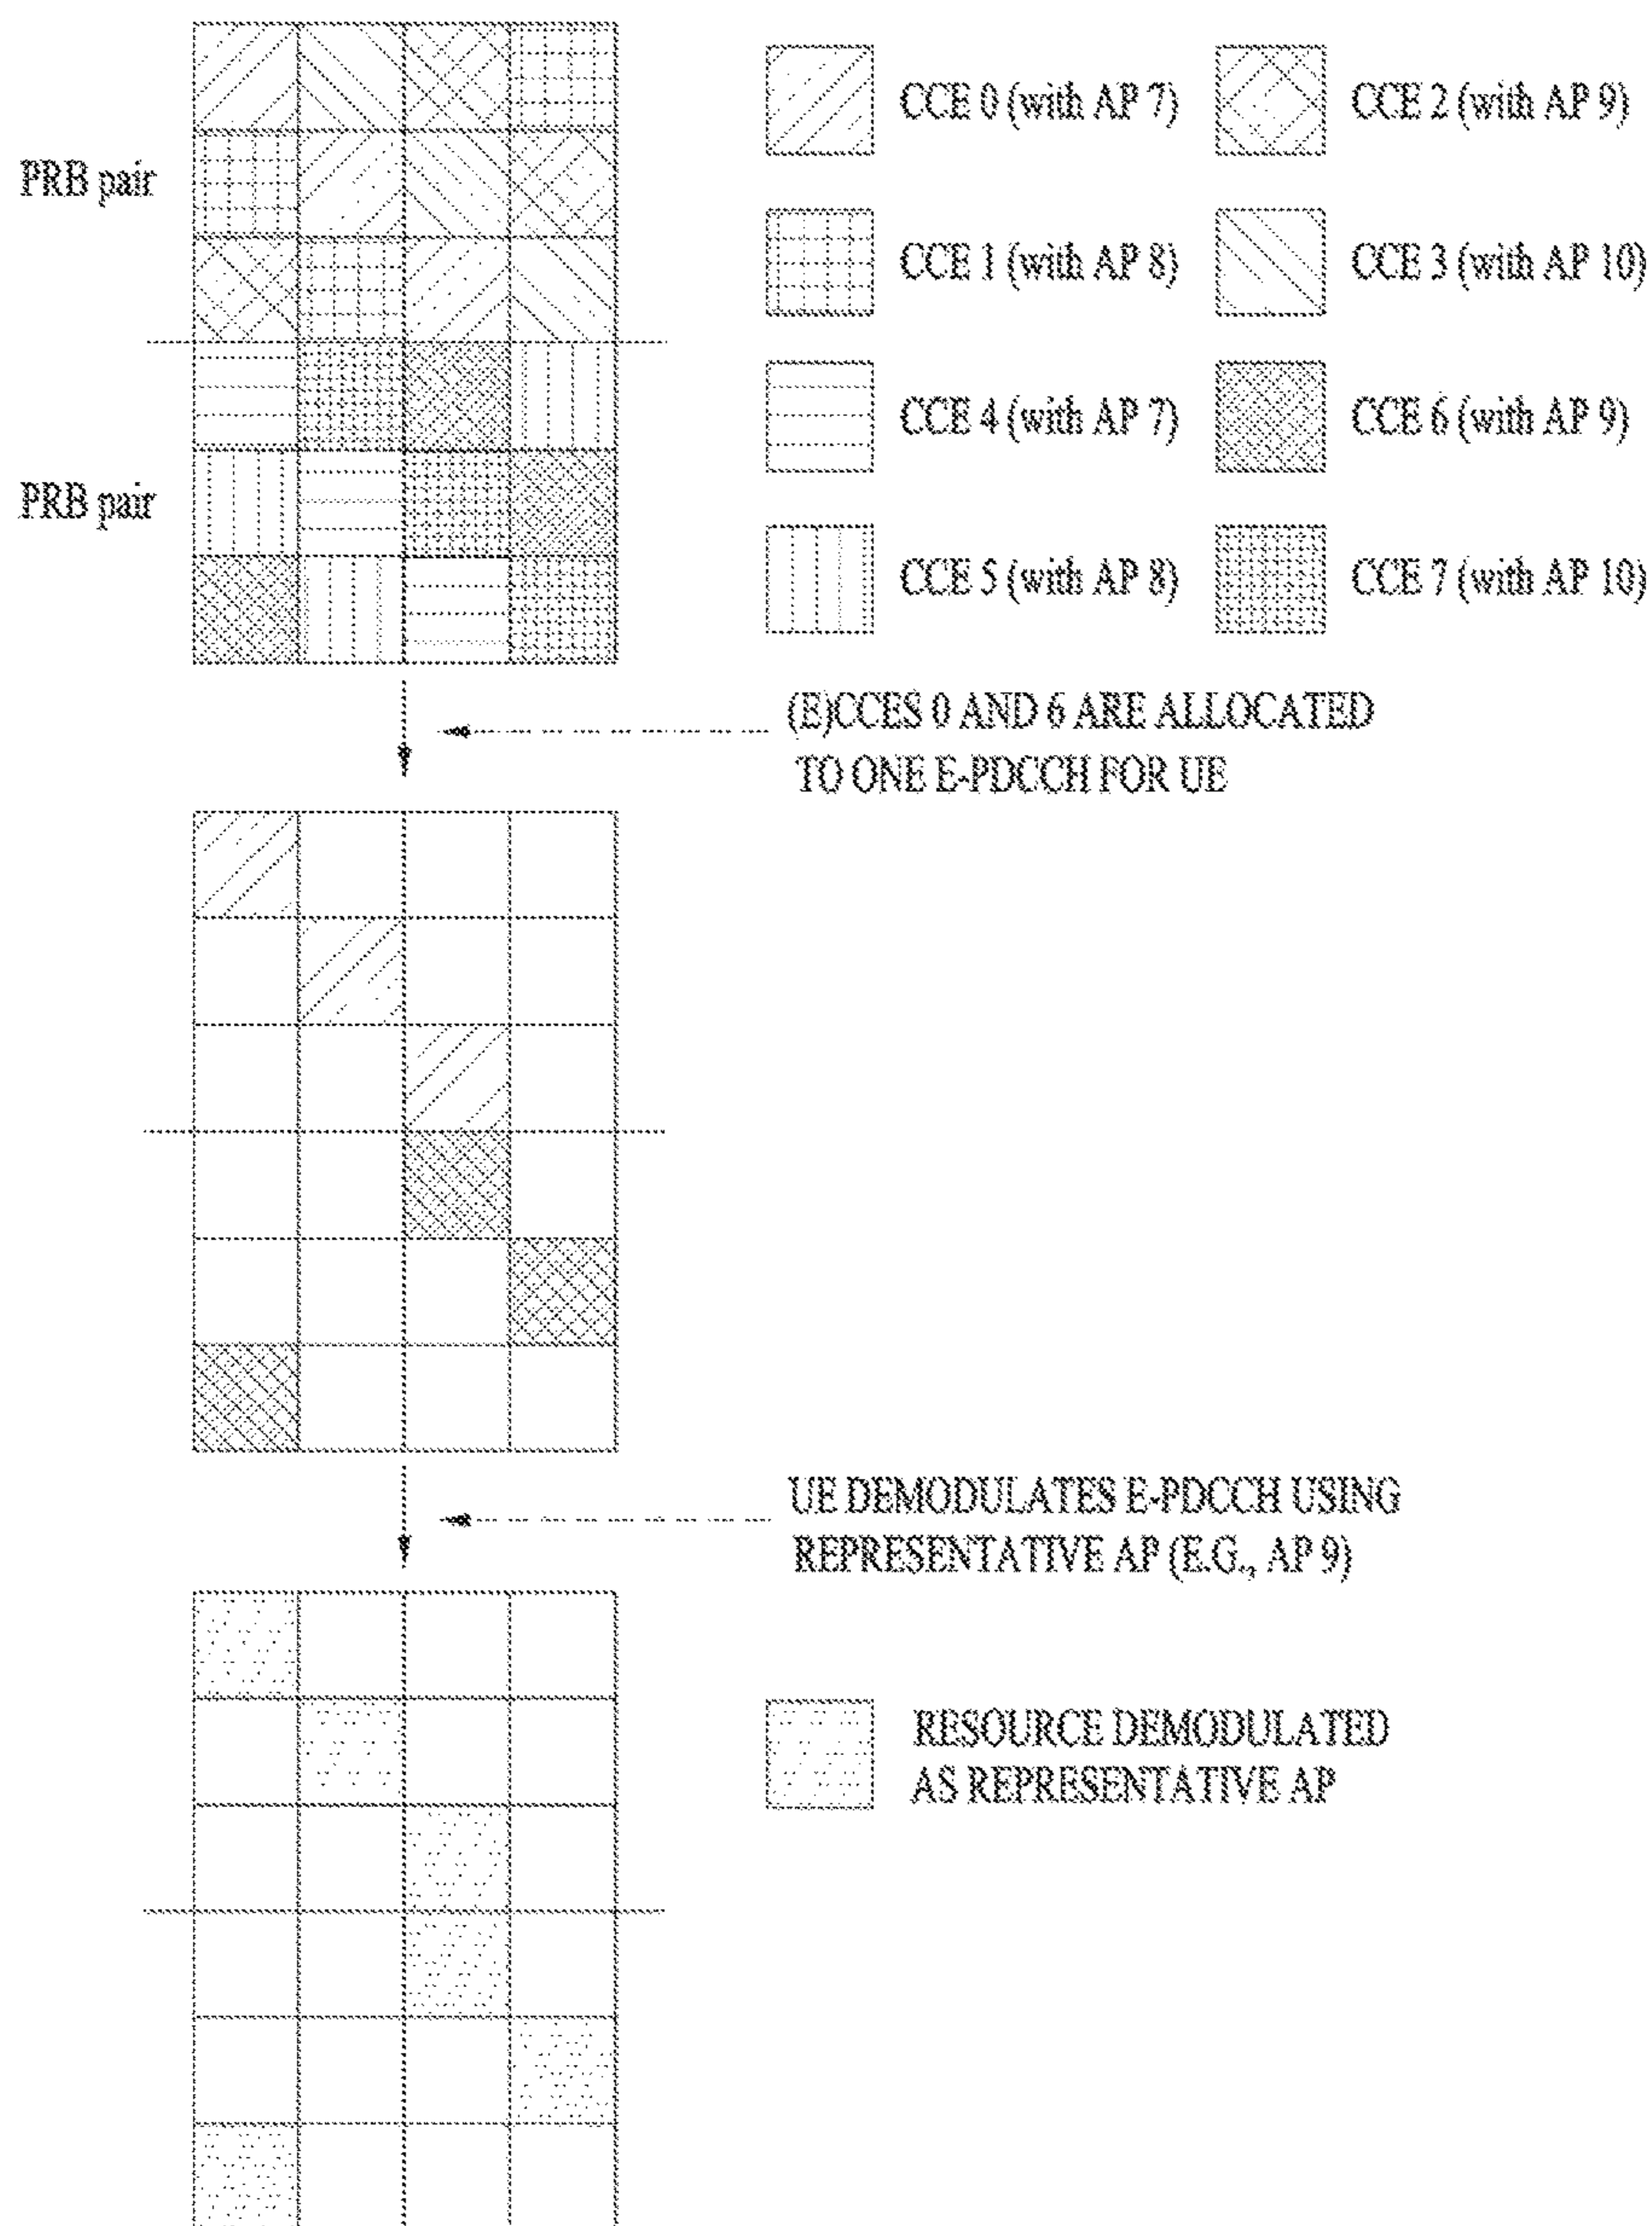 PRB pair
PRB pair
CCE 0 (with AP 7)
CCE 2 (with AP 9)
CCE 1 (with AP 8)
CCE 3 (with AP 10)
CCE 4 (with AP 7)
CCE 6 (with AP 9)
CCE 5 (with AP 8)
CCE 7 (with AP 10)
(E)CCES 0 AND 6 ARE ALLOCATED
TO ONE E-PDCCH FOR UE
UE DEMODULATES E-PDCCH USING
REPRESENTATIVE AP (E.G., AP 9)
RESOURCE DEMODULATED
AS REPRESENTATIVE AP